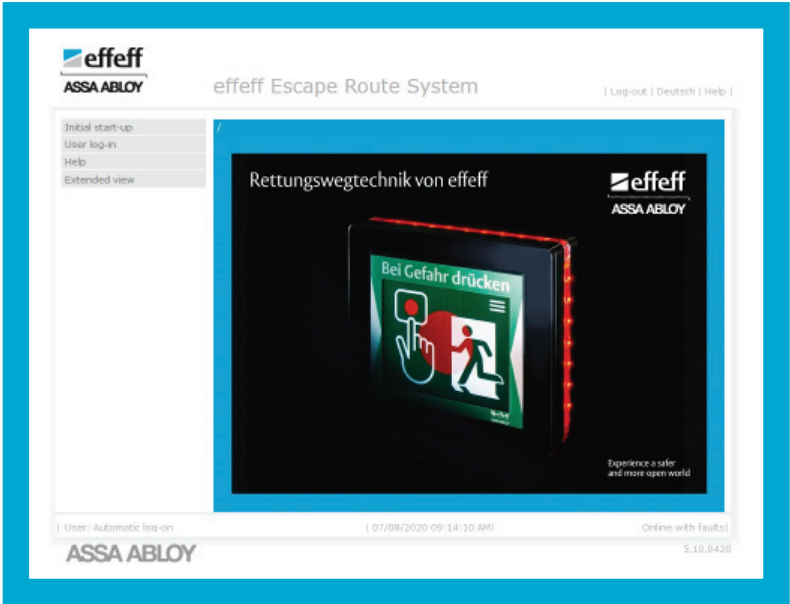 effeff
ASSA ABLOY
effeff Escape Route System
| Log-out | Deutsch | Help |
Initial start-up
User log-in
Help
Extended view
/
Rettungswegtechnik von effeff
effeff
ASSA ABLOY
Bei Gefahr drücken
effeff
Experience a safer
and more open world
| User: Automatic log-on
| 07/08/2020 09:14:10 AM|
Online with faults|
ASSA ABLOY
5.10.0420